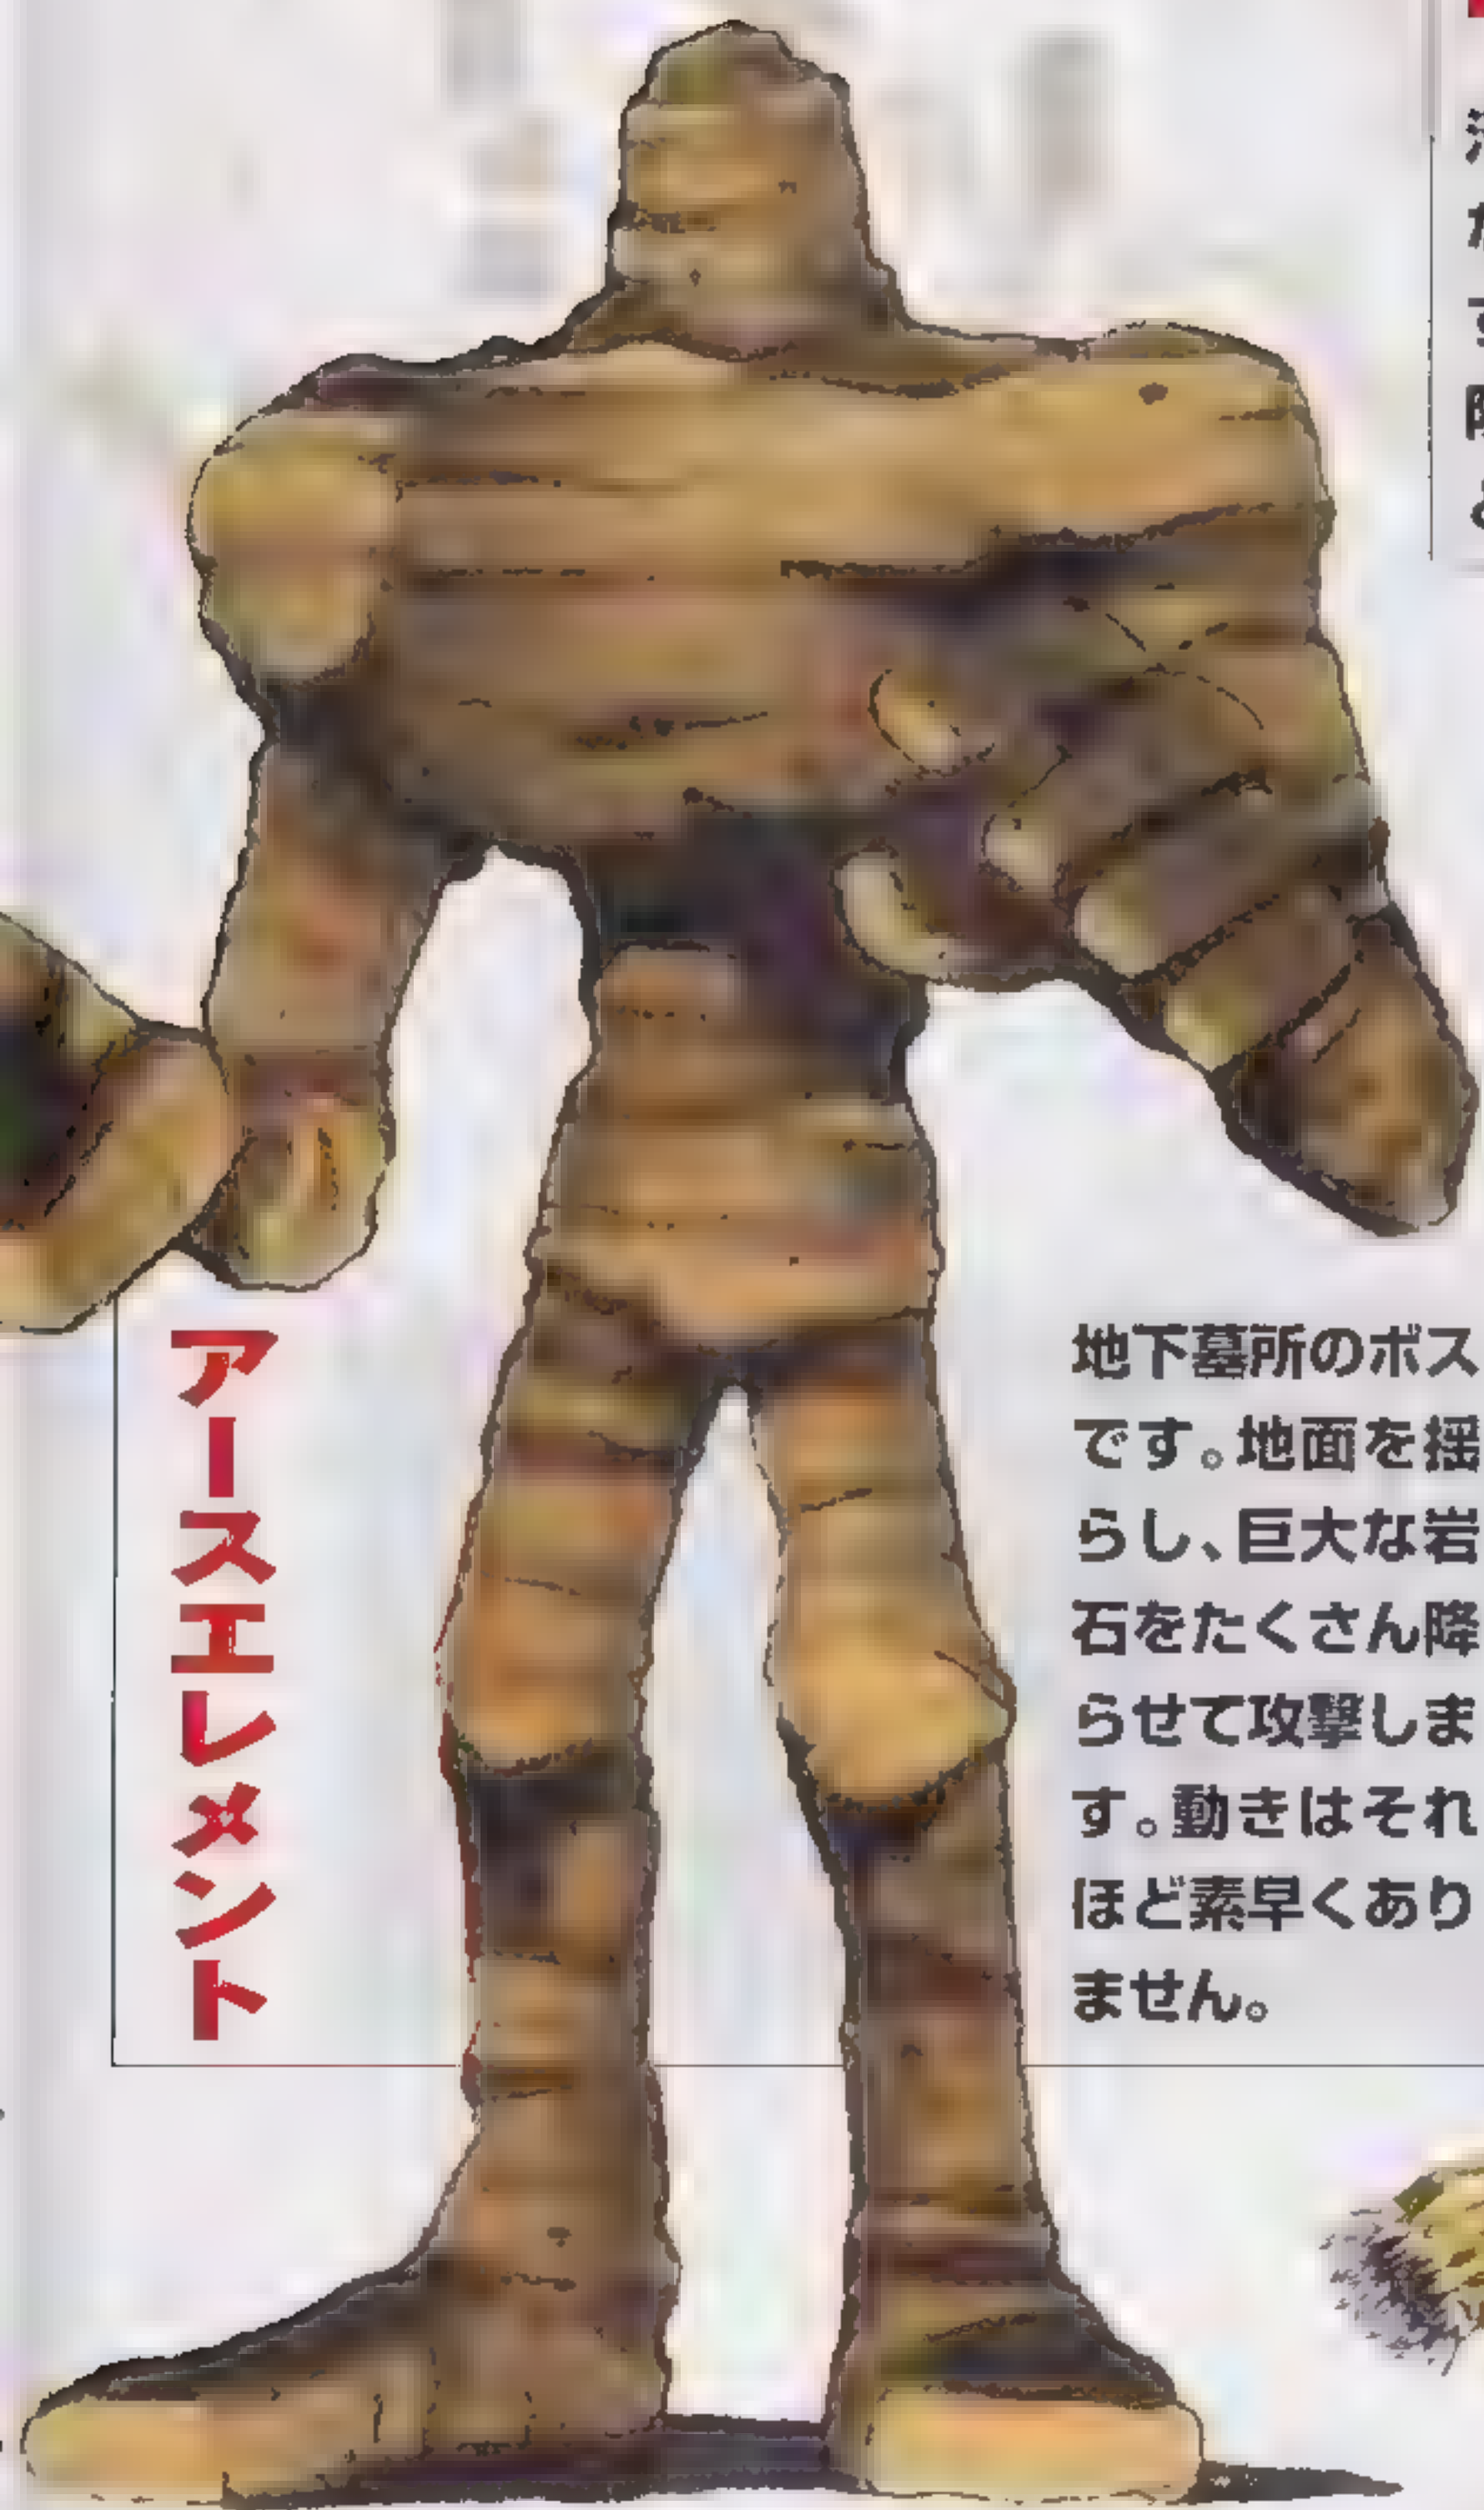 アースエレメント
地下墓所のボス
です。地面を揺
らし、巨大な岩
石をたくさん降
らせて攻撃しま
す。動きはそれ
ほど素早くあり
ません。